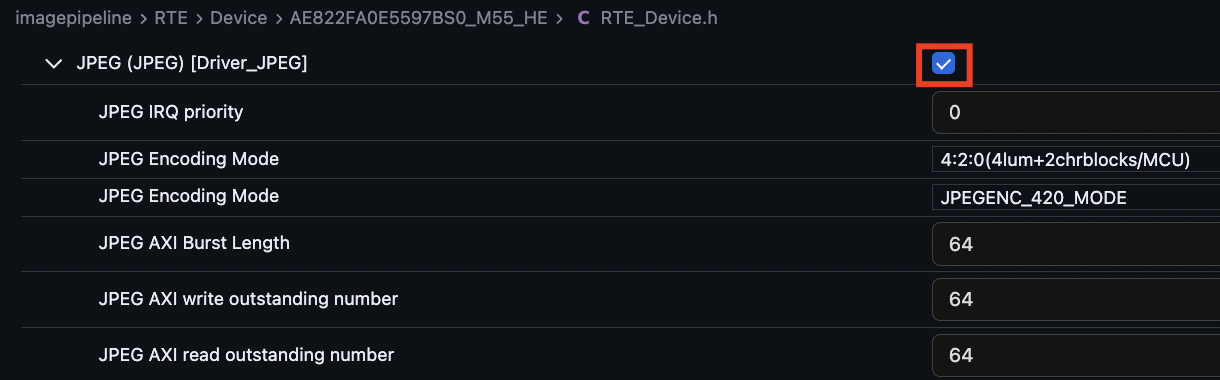 imagepipeline > RTE > Device > AE822FA0E5597BS0_M55_HE > C RTE_Device.h
JPEG (JPEG) [Driver_JPEG]
JPEG IRQ priority 0
JPEG Encoding Mode 4:2:0(4lum+2chrblocks/MCU)
JPEG Encoding Mode JPEGENC_420_MODE
JPEG AXI Burst Length 64
JPEG AXI write outstanding number 64
JPEG AXI read outstanding number 64